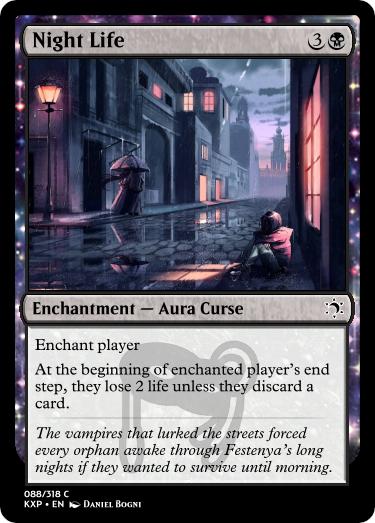 Night Life 3
Enchantment — Aura Curse
Enchant player
At the beginning of enchanted player's end
step, they lose 2 life unless they discard a
card.
The vampires that lurked the streets forced
every orphan awake through Festenya's long
nights if they wanted to survive until morning.
088/318 C
KXP • EN Daniel Bogni